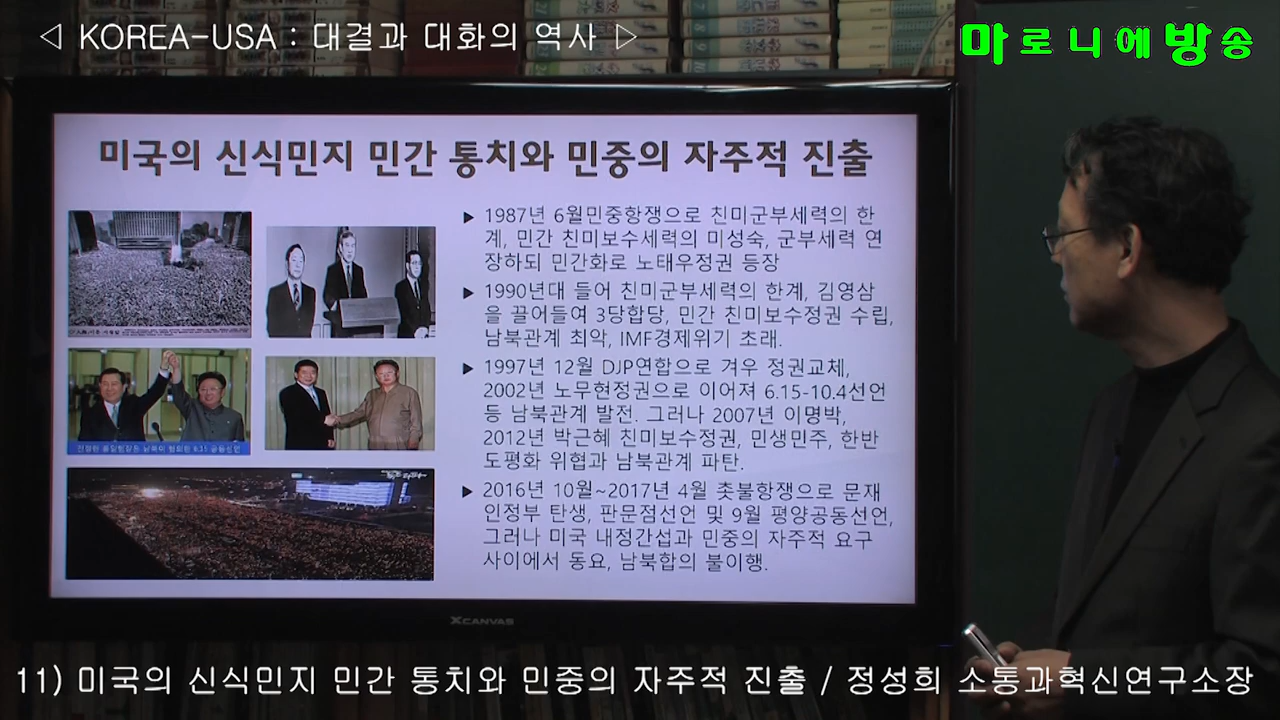 ◁ KOREA-USA : 대결과 대화의 역사 ▷
마로니에방송
미국의 신식민지 민간 통치와 민중의 자주적 진출
▶ 1987년 6월민중항쟁으로 친미군부세력의 한
계, 민간 친미보수세력의 미성숙, 군부세력 연
장하되 민간화로 노태우정권 등장
▶ 1990년대 들어 친미군부세력의 한계, 김영삼
을 끌어들여 3당합당, 민간 친미보수정권 수립,
남북관계 최악, IMF경제위기 초래.
▶ 1997년 12월 DJP연합으로 겨우 정권교체,
2002년 노무현정권으로 이어져 6.15-10.4선언
등 남북관계 발전. 그러나 2007년 이명박,
2012년 박근혜 친미보수정권, 민생민주, 한반
도평화 위협과 남북관계 파탄.
▶ 2016년 10월~2017년 4월 촛불항쟁으로 문재
인정부 탄생, 판문점선언 및 9월 평양공동선언,
그러나 미국 내정간섭과 민중의 자주적 요구
사이에서 동요, 남북합의 불이행.
XCANVAS
11) 미국의 신식민지 민간 통치와 민중의 자주적 진출 / 정성희 소통과혁신연구소장